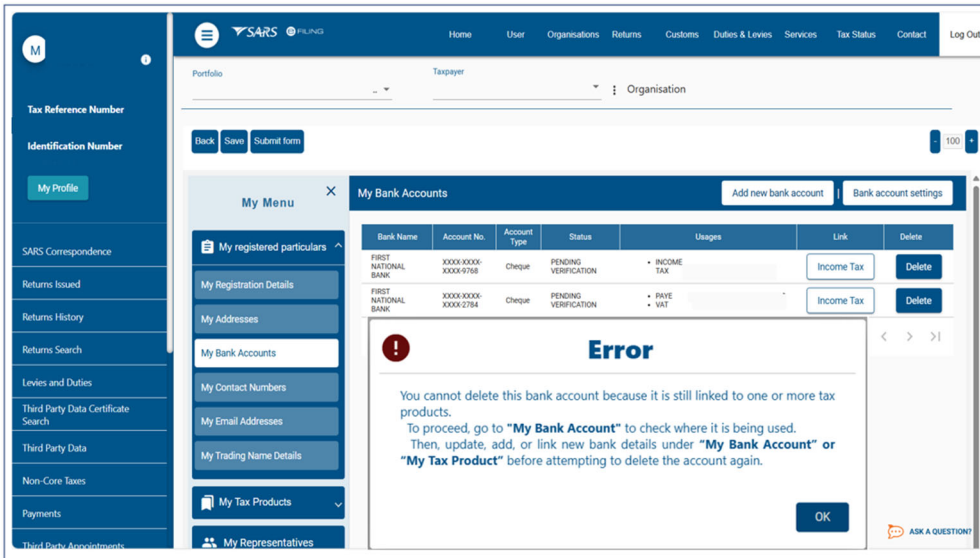 M
SARS eFILING
Home User Organisations Returns Customs Duties & Levies Services Tax Status Contact Log Out
Portfolio
Taxpayer
..
Organisation
Tax Reference Number
Identification Number
My Profile
SARS Correspondence
Returns Issued
Returns History
Returns Search
Levies and Duties
Third Party Data Certificate
Search
Third Party Data
Non-Core Taxes
Payments
Third Party Appointments
Back Save Submit form
- 100 +
My Menu
My registered particulars
My Registration Details
My Addresses
My Bank Accounts
My Contact Numbers
My Email Addresses
My Trading Name Details
My Tax Products
My Representatives
My Bank Accounts
Add new bank account | Bank account settings
Bank Name Account No. Account Type Status Usages Link Delete
FIRST NATIONAL BANK XXXX-XXXX-XXXX-9768 Cheque PENDING VERIFICATION • INCOME TAX Income Tax Delete
FIRST NATIONAL BANK XXXX-XXXX-XXXX-2784 Cheque PENDING VERIFICATION • PAYE • VAT Income Tax Delete
Error
You cannot delete this bank account because it is still linked to one or more tax
products.
To proceed, go to "My Bank Account" to check where it is being used.
Then, update, add, or link new bank details under "My Bank Account" or
"My Tax Product" before attempting to delete the account again.
OK
ASK A QUESTION?